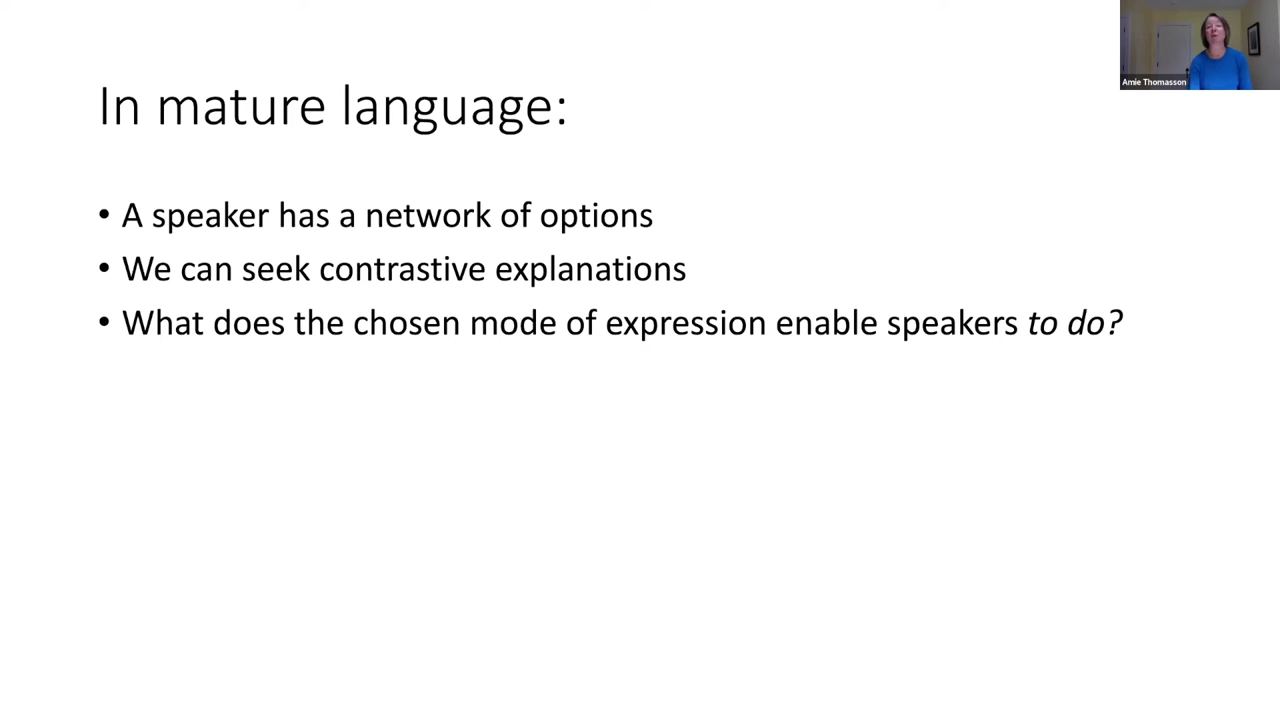 In mature language:
• A speaker has a network of options
• We can seek contrastive explanations
• What does the chosen mode of expression enable speakers to do?
Amie Thomasson